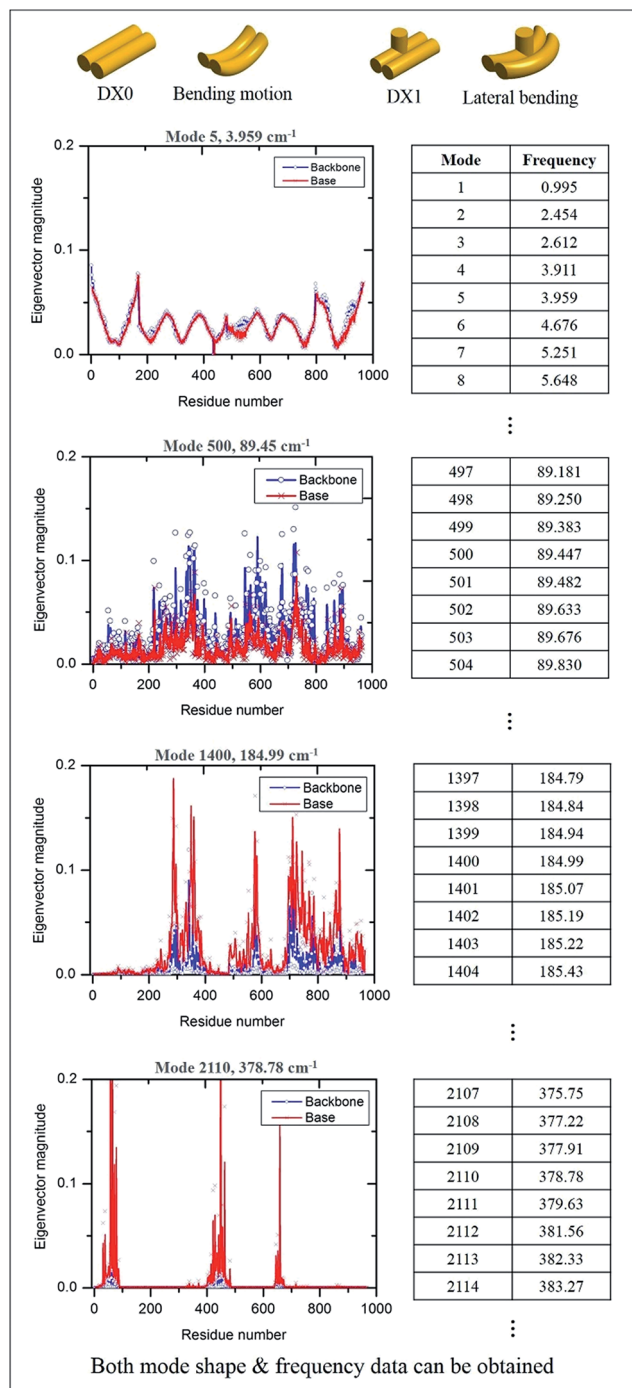 DX0 Bending motion DX1 Lateral bending
Mode 5, 3.959 cm-1
Backbone
Base
Eigenvector magnitude
0.2
0.1
0.0
0 200 400 600 800 1000
Residue number
Mode Frequency
1 0.995
2 2.454
3 2.612
4 3.911
5 3.959
6 4.676
7 5.251
8 5.648
⋮
Mode 500, 89.45 cm-1
Backbone
Base
Eigenvector magnitude
0.2
0.1
0.0
0 200 400 600 800 1000
Residue number
497 89.181
498 89.250
499 89.383
500 89.447
501 89.482
502 89.633
503 89.676
504 89.830
⋮
Mode 1400, 184.99 cm-1
Backbone
Base
Eigenvector magnitude
0.2
0.1
0.0
0 200 400 600 800 1000
Residue number
1397 184.79
1398 184.84
1399 184.94
1400 184.99
1401 185.07
1402 185.19
1403 185.22
1404 185.43
⋮
Mode 2110, 378.78 cm-1
Backbone
Base
Eigenvector magnitude
0.2
0.1
0.0
0 200 400 600 800 1000
Residue number
2107 375.75
2108 377.22
2109 377.91
2110 378.78
2111 379.63
2112 381.56
2113 382.33
2114 383.27
⋮
Both mode shape & frequency data can be obtained